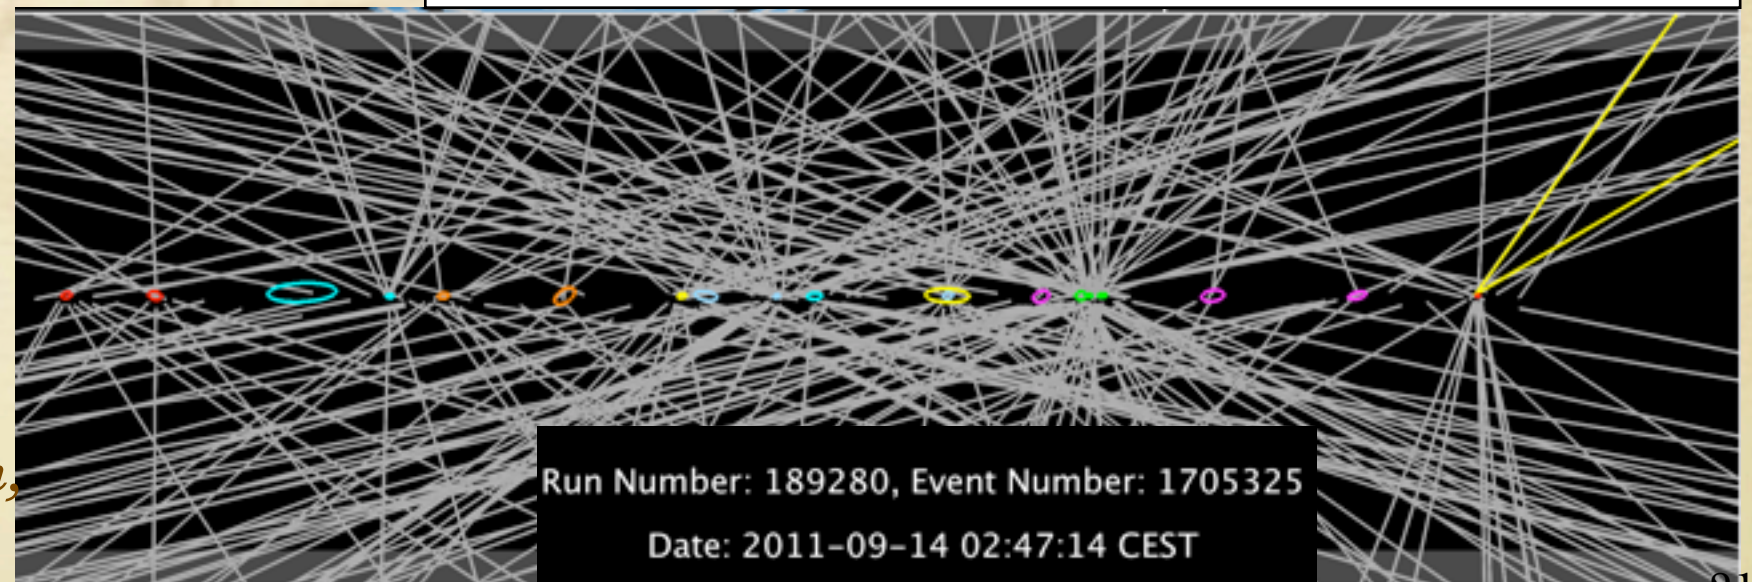 Run Number: 189280, Event Number: 1705325
Date: 2011-09-14 02:47:14 CEST